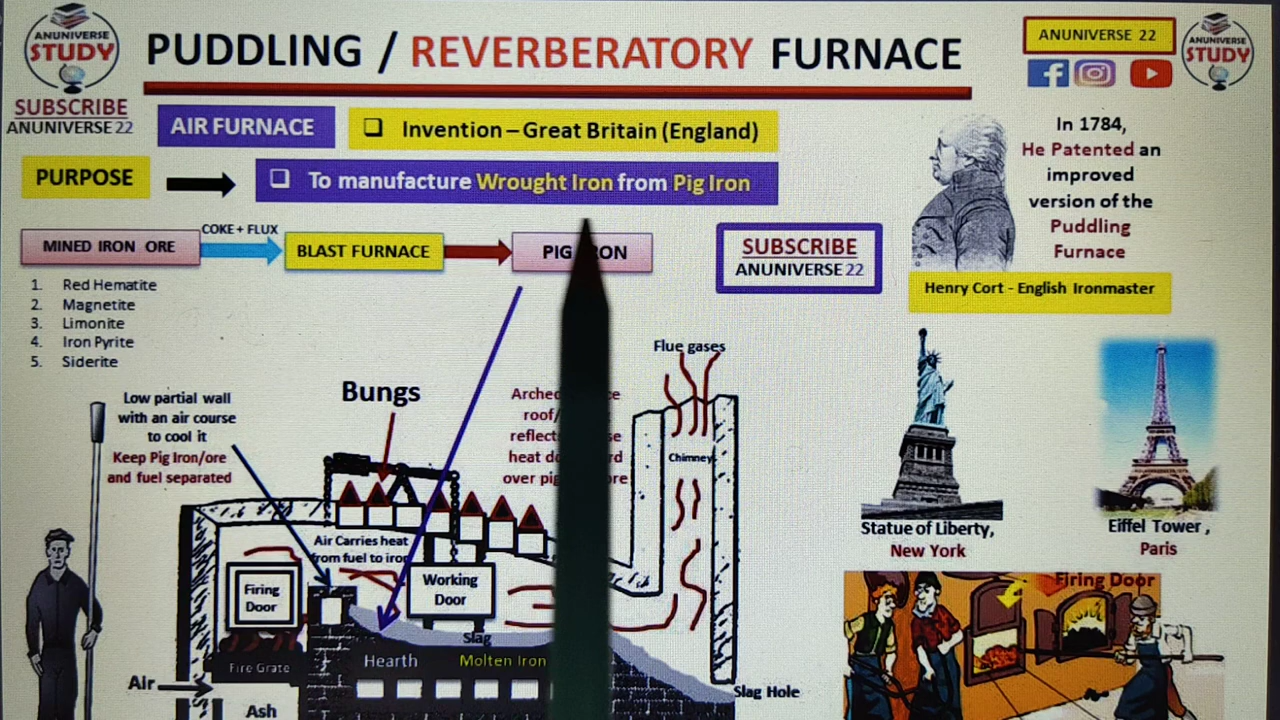 ANUNIVERSE
STUDY
SUBSCRIBE
ANUNIVERSE 22
PUDDLING / REVERBERATORY FURNACE
ANUNIVERSE 22
ANUNIVERSE
STUDY
AIR FURNACE
Invention – Great Britain (England)
PURPOSE
To manufacture Wrought Iron from Pig Iron
In 1784,
He Patented an
improved
version of the
Puddling
Furnace
Henry Cort - English Ironmaster
MINED IRON ORE
COKE + FLUX
BLAST FURNACE
PIG
SUBSCRIBE
ANUNIVERSE 22
1. Red Hematite
2. Magnetite
3. Limonite
4. Iron Pyrite
5. Siderite
Low partial wall
with an air course
to cool it
Keep Pig Iron/ore
and fuel separated
Bungs
roof/
heat
over
Flue gases
Chimney
Air Carries heat
from fuel to iron
Firing
Door
Working
Door
Slag
Hearth
Molten Iron
Fire Grate
Air
Ash
Slag Hole
Statue of Liberty,
New York
Eiffel Tower ,
Paris
Firing Door